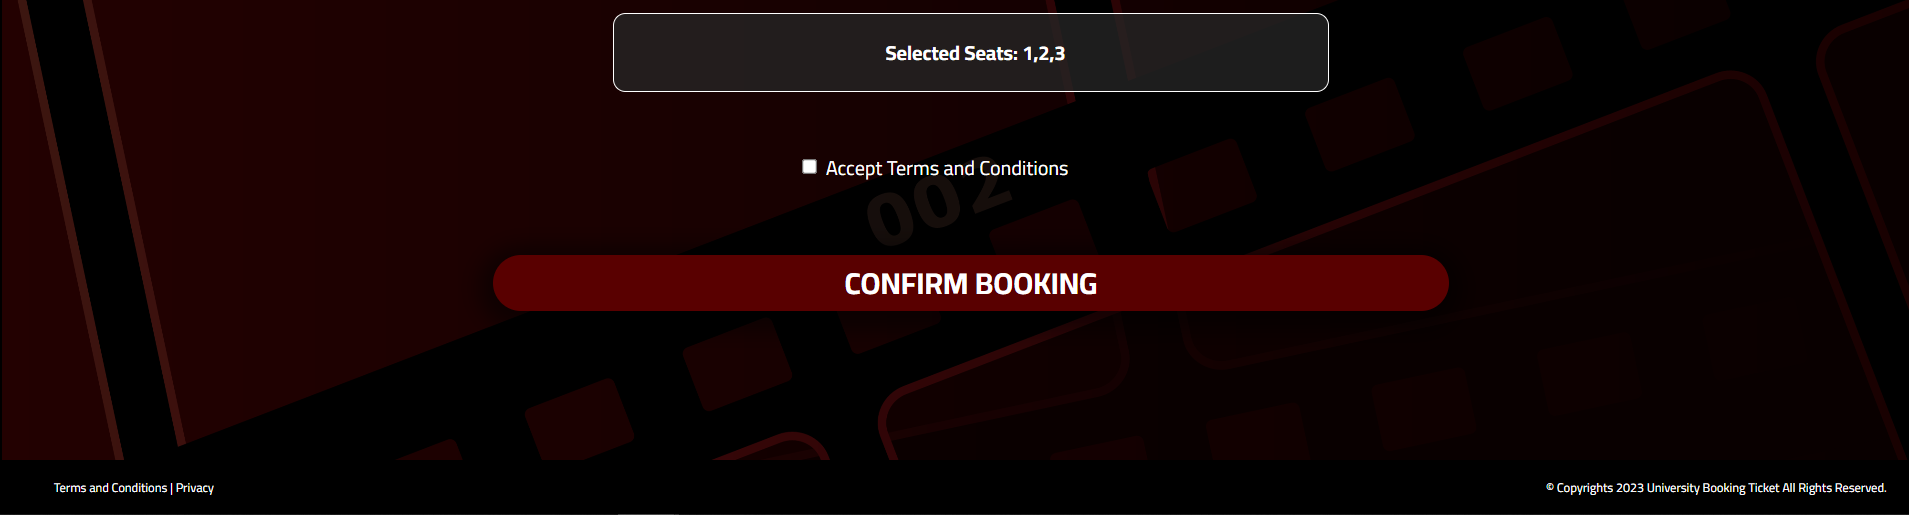 Selected Seats: 1,2,3
Accept Terms and Conditions
002
CONFIRM BOOKING
Terms and Conditions | Privacy
© Copyrights 2023 University Booking Ticket All Rights Reserved.